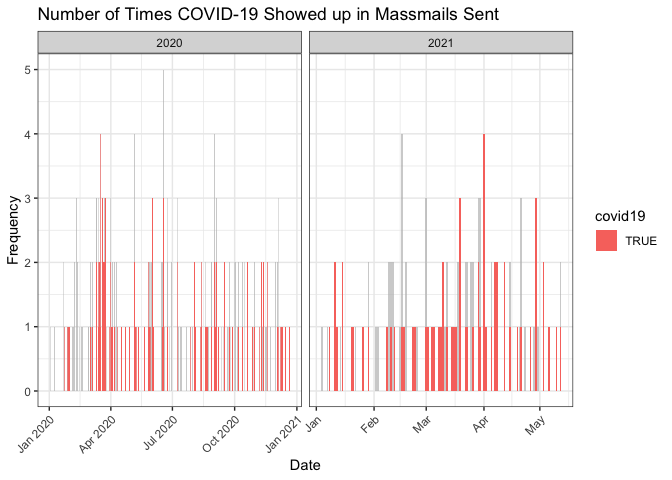 Number of Times COVID-19 Showed up in Massmails Sent
2020
2021
5
4
3
2
1
0
Frequency
covid19
TRUE
Jan 2020
Apr 2020
Jul 2020
Oct 2020
Jan 2021
Jan
Feb
Mar
Apr
May
Date